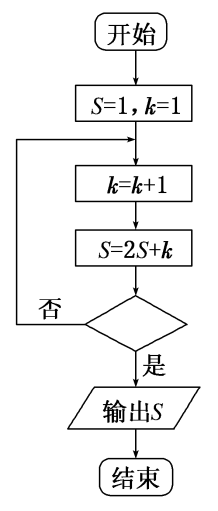 开始
S=1，k=1
k=k+1
S=2S+k
否
是
输出S
结束